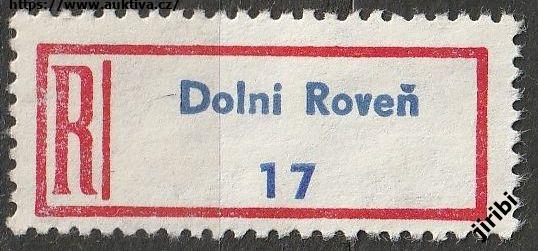 https://www.auktiva.cz/
R
Dolni Roveň
17
jiribi